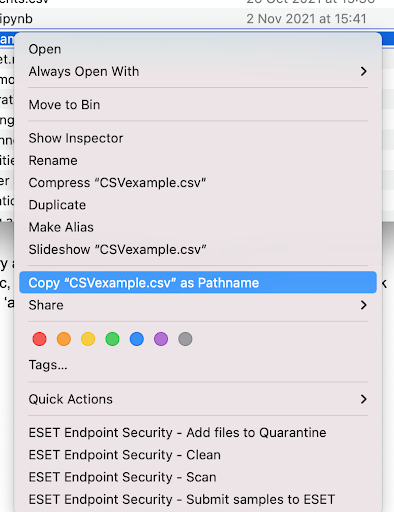 ents.csv
ipynb 2 Nov 2021 at 15:41
Open
Always Open With
Move to Bin
Show Inspector
Rename
Compress “CSVexample.csv”
Duplicate
Make Alias
Slideshow “CSVexample.csv”
Copy “CSVexample.csv” as Pathname
Share
Tags...
Quick Actions
ESET Endpoint Security - Add files to Quarantine
ESET Endpoint Security - Clean
ESET Endpoint Security - Scan
ESET Endpoint Security - Submit samples to ESET